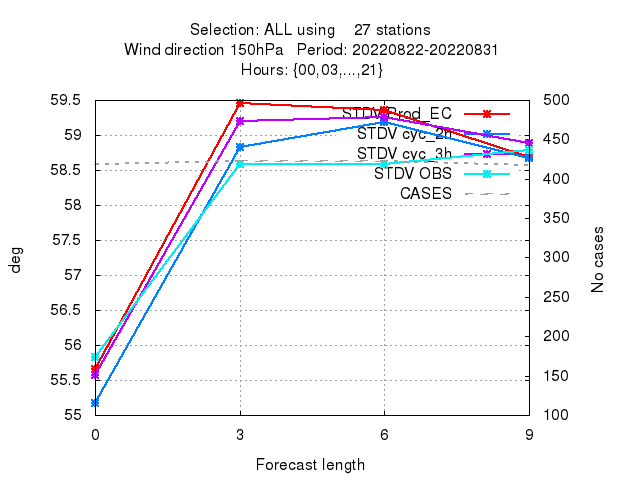 Selection: ALL using    27 stations
Wind direction 150hPa   Period: 20220822-20220831
Hours: {00,03,...,21}
59.5
59
58.5
58
57.5
57
56.5
56
55.5
55
500
450
400
350
300
250
200
150
100
0
3
6
9
deg
No cases
Forecast length
STDV Prod_EC
STDV cyc_2h
STDV cyc_3h
STDV OBS
CASES